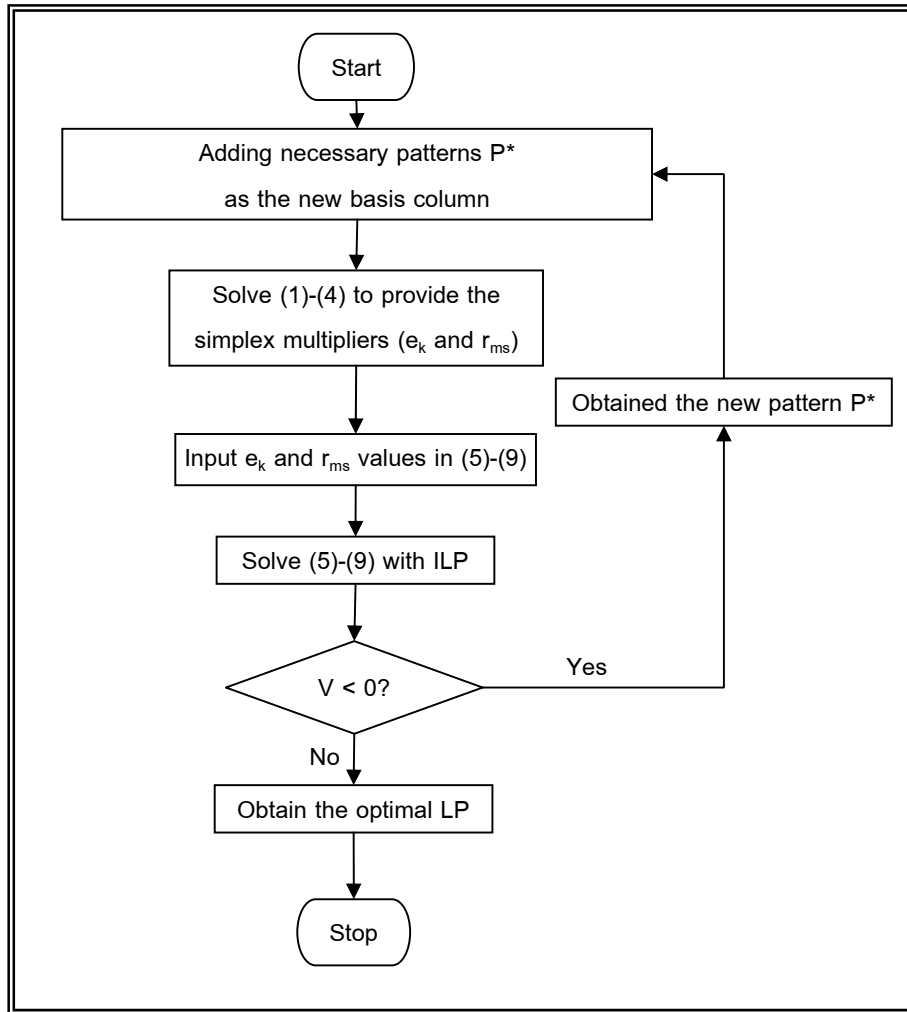 Start
Adding necessary patterns P*
as the new basis column
Solve (1)-(4) to provide the
simplex multipliers (eₖ and rₘₛ)
Obtained the new pattern P*
Input eₖ and rₘₛ values in (5)-(9)
Solve (5)-(9) with ILP
V < 0?
Yes
No
Obtain the optimal LP
Stop